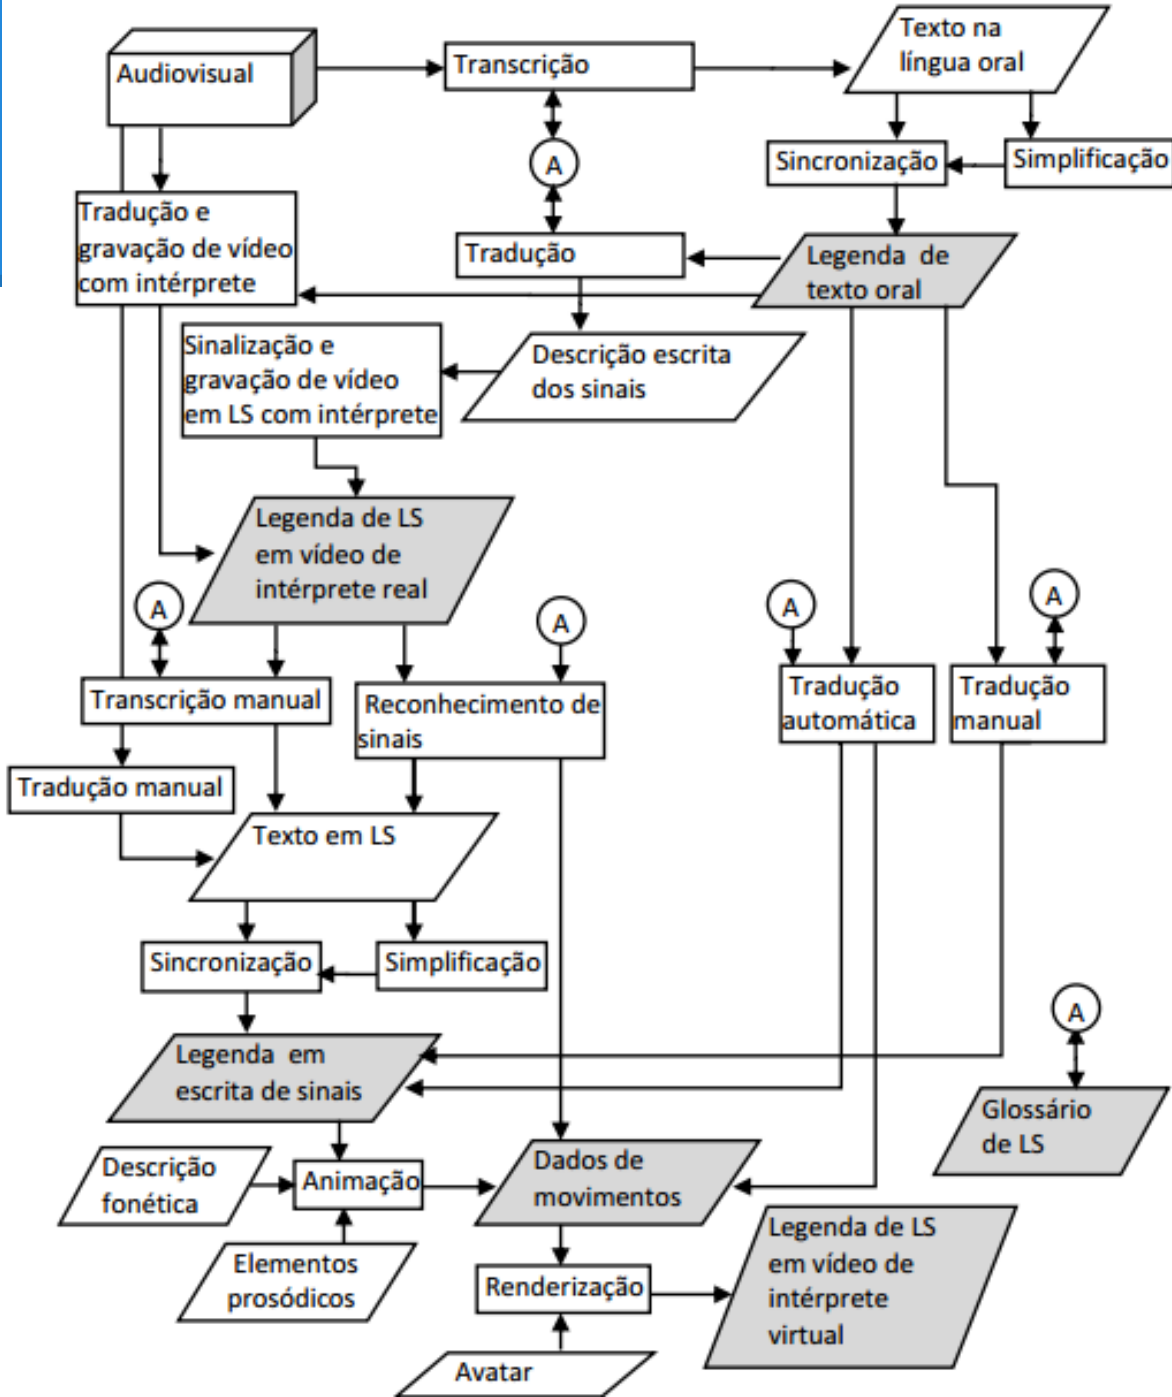 Audiovisual
Transcrição
Texto na
língua oral
A
Sincronização
Simplificação
Tradução e
gravação de vídeo
com intérprete
Tradução
Legenda de
texto oral
Sinalização e
gravação de vídeo
em LS com intérprete
Descrição escrita
dos sinais
Legenda de LS
em vídeo de
intérprete real
A
A
A
A
Transcrição manual
Reconhecimento de
sinais
Tradução
automática
Tradução
manual
Tradução manual
Texto em LS
Sincronização
Simplificação
A
Legenda em
escrita de sinais
Glossário
de LS
Descrição
fonética
Animação
Dados de
movimentos
Elementos
prosódicos
Renderização
Legenda de LS
em vídeo de
intérprete
virtual
Avatar